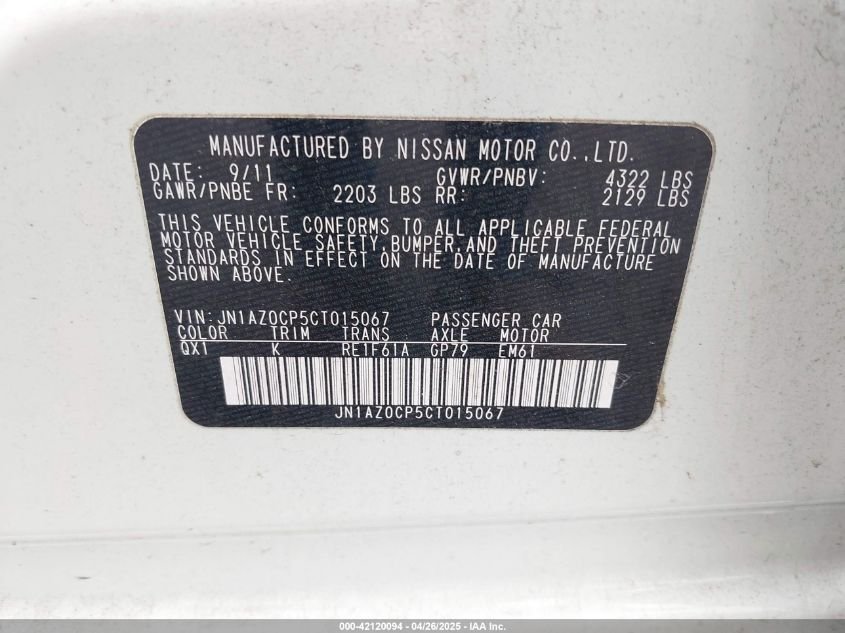 MANUFACTURED BY NISSAN MOTOR CO.,LTD.
DATE: 9/11 GVWR/PNBV: 4322 LBS
GAWR/PNBE FR: 2203 LBS RR: 2129 LBS
THIS VEHICLE CONFORMS TO ALL APPLICABLE FEDERAL
MOTOR VEHICLE SAFETY,BUMPER,AND THEFT PREVENTION
STANDARDS IN EFFECT ON THE DATE OF MANUFACTURE
SHOWN ABOVE.
VIN:JN1AZ0CP5CT015067 PASSENGER CAR
COLOR TRIM TRANS AXLE MOTOR
QX1 K RE1F61A GP79 EM61
JN1AZ0CP5CT015067
000-42120094 - 04/26/2025 - IAA Inc.